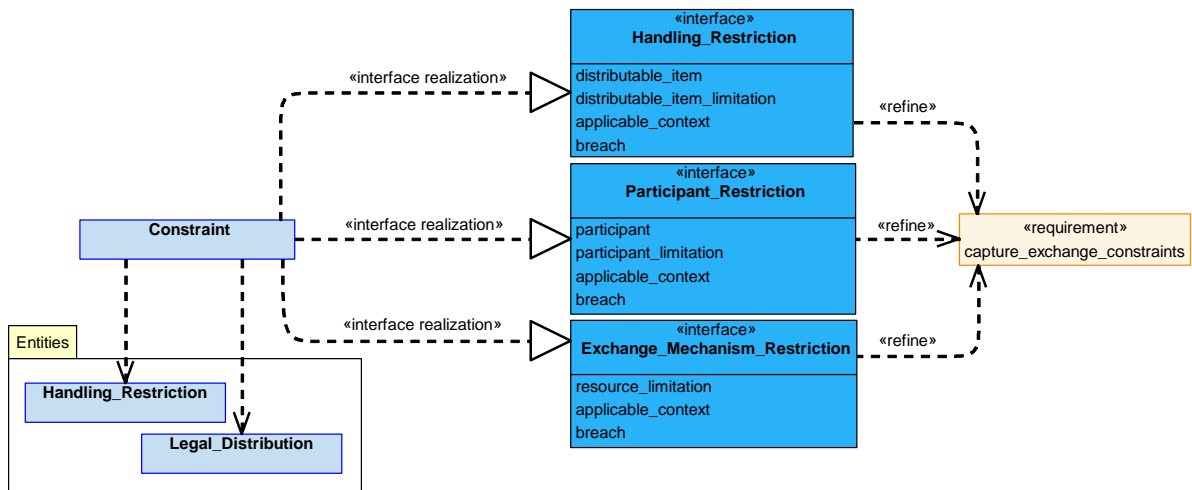 «interface»
Handling_Restriction
distributable_item
distributable_item_limitation
applicable_context
breach
«interface realization»
«refine»
«interface»
Participant_Restriction
participant
participant_limitation
applicable_context
breach
Constraint
«interface realization»
«refine»
«requirement»
capture_exchange_constraints
«interface»
Exchange_Mechanism_Restriction
resource_limitation
applicable_context
breach
«interface realization»
«refine»
Entities
Handling_Restriction
Legal_Distribution